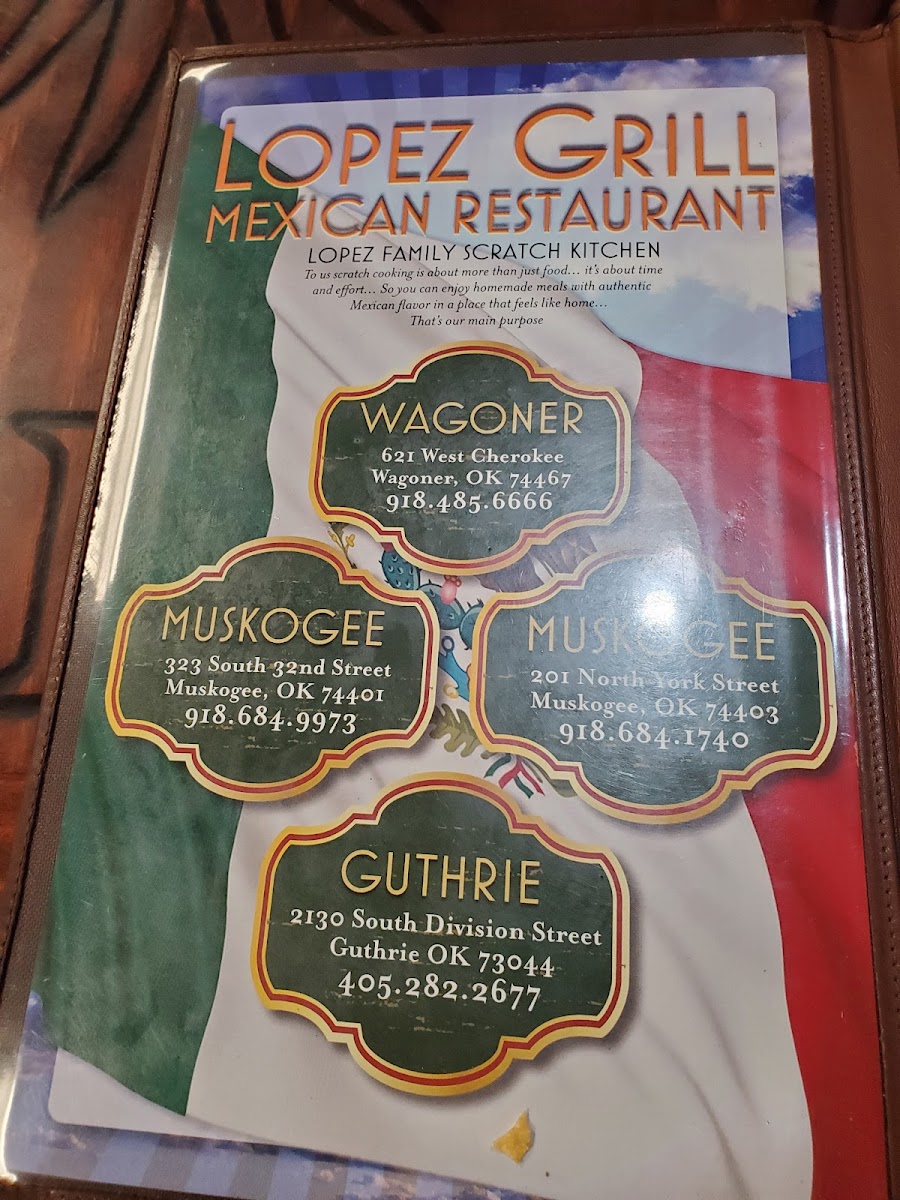 LOPEZ GRILL
MEXICAN RESTAURANT
LOPEZ FAMILY SCRATCH KITCHEN
To us scratch cooking is about more than just food... it's about time
and effort... So you can enjoy homemade meals with authentic
Mexican flavor in a place that feels like home...
That's our main purpose
WAGONER
621 West Cherokee
Wagoner, OK 74467
918.485.6666
MUSKOGEE
323 South 32nd Street
Muskogee, OK 74401
918.684.9973
MUSKOGEE
201 North York Street
Muskogee, OK 74403
918.684.1740
GUTHRIE
2130 South Division Street
Guthrie OK 73044
405.282.2677